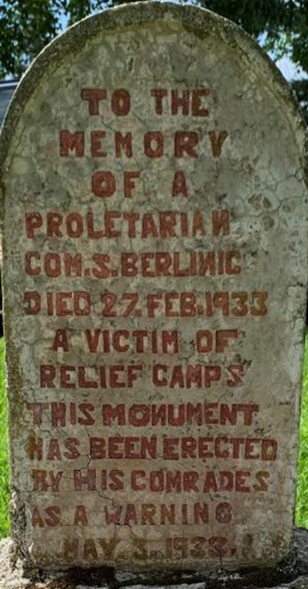 TO THE
MEMORY
OF A
PROLETARIAN
COM.S.BERLINIC
DIED 27.FEB.1933
A VICTIM OF
RELIEF CAMPS
THIS MONUMENT
HAS BEEN ERECTED
BY HIS COMRADES
AS A WARNING
MAY 3.1933.